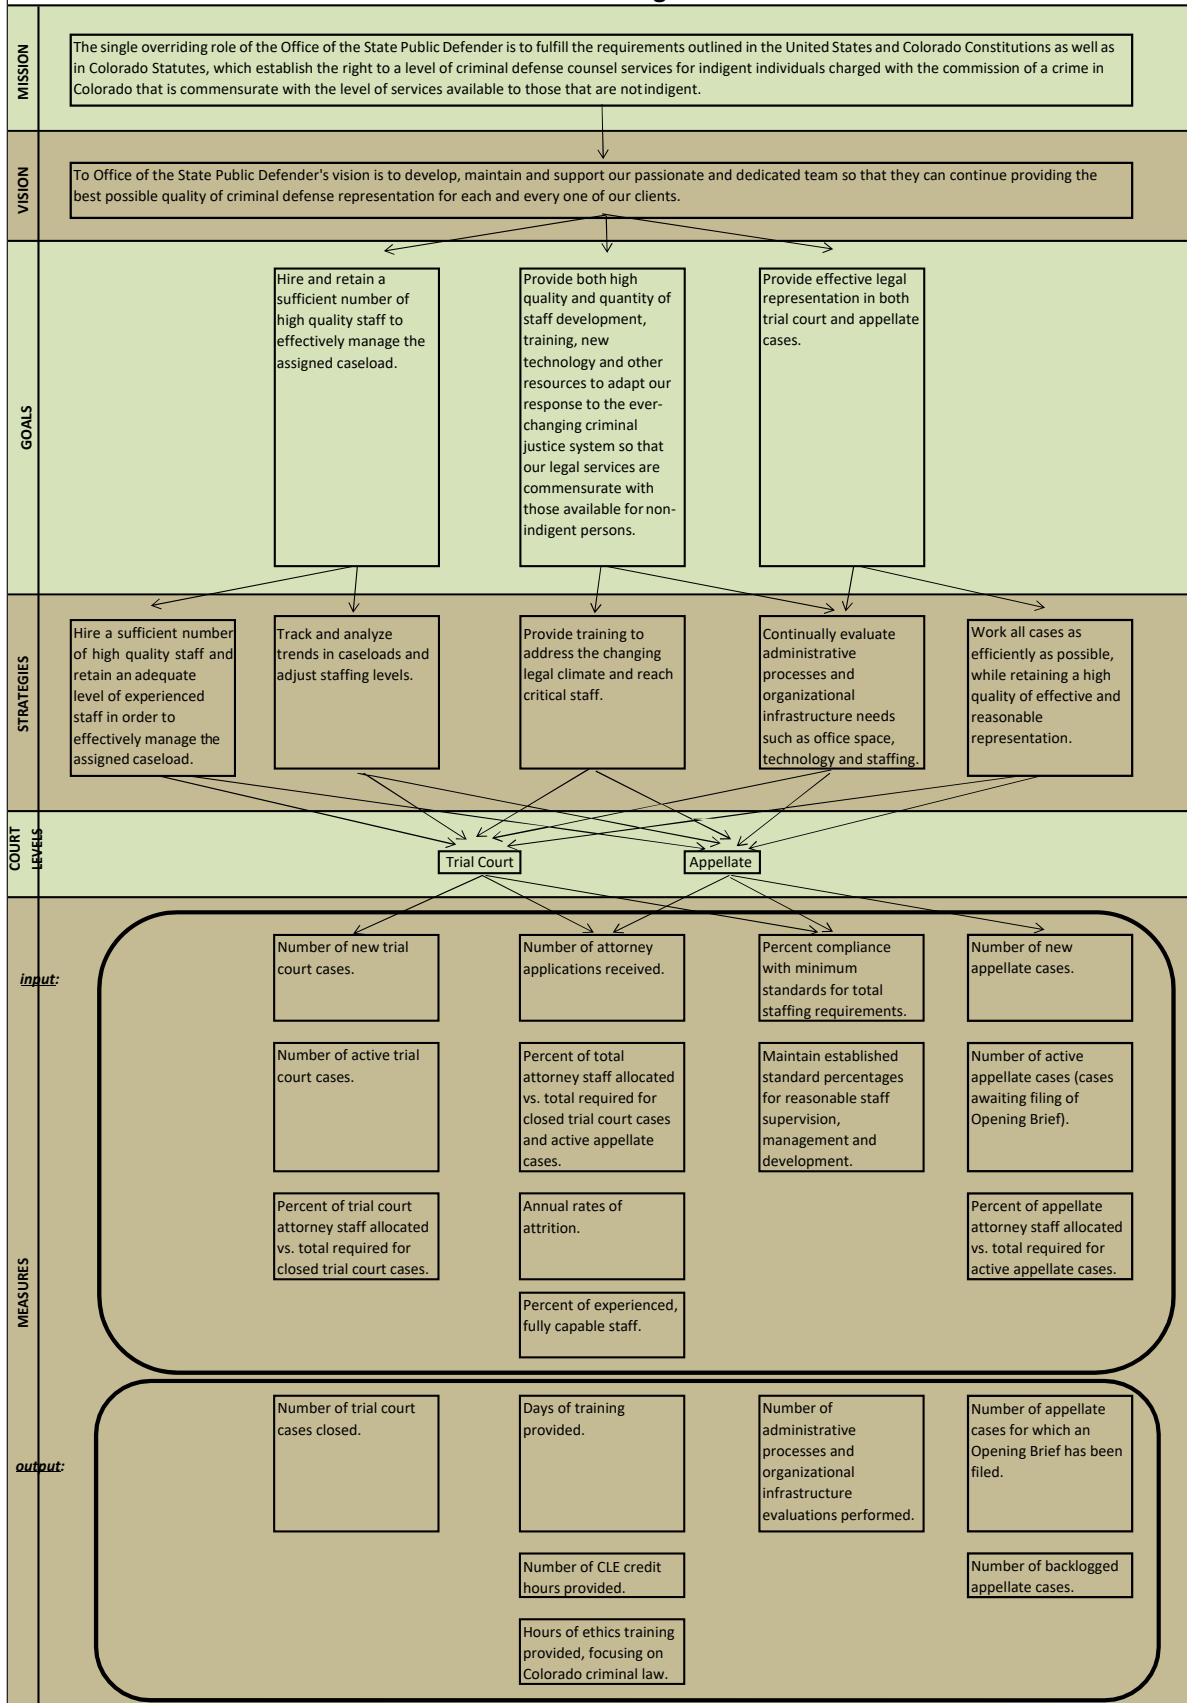 MISSION
The single overriding role of the Office of the State Public Defender is to fulfill the requirements outlined in the United States and Colorado Constitutions as well as
in Colorado Statutes, which establish the right to a level of criminal defense counsel services for indigent individuals charged with the commission of a crime in
Colorado that is commensurate with the level of services available to those that are not indigent.
VISION
To Office of the State Public Defender's vision is to develop, maintain and support our passionate and dedicated team so that they can continue providing the
best possible quality of criminal defense representation for each and every one of our clients.
GOALS
Hire and retain a
sufficient number of
high quality staff to
effectively manage the
assigned caseload.
Provide both high
quality and quantity of
staff development,
training, new
technology and other
resources to adapt our
response to the ever-
changing criminal
justice system so that
our legal services are
commensurate with
those available for non-
indigent persons.
Provide effective legal
representation in both
trial court and appellate
cases.
STRATEGIES
Hire a sufficient number
of high quality staff and
retain an adequate
level of experienced
staff in order to
effectively manage the
assigned caseload.
Track and analyze
trends in caseloads and
adjust staffing levels.
Provide training to
address the changing
legal climate and reach
critical staff.
Continually evaluate
administrative
processes and
organizational
infrastructure needs
such as office space,
technology and staffing.
Work all cases as
efficiently as possible,
while retaining a high
quality of effective and
reasonable
representation.
COURT
LEVELS
Trial Court
Appellate
MEASURES
input:
Number of new trial
court cases.
Number of attorney
applications received.
Percent compliance
with minimum
standards for total
staffing requirements.
Number of new
appellate cases.
Number of active trial
court cases.
Percent of total
attorney staff allocated
vs. total required for
closed trial court cases
and active appellate
cases.
Maintain established
standard percentages
for reasonable staff
supervision,
management and
development.
Number of active
appellate cases (cases
awaiting filing of
Opening Brief).
Percent of trial court
attorney staff allocated
vs. total required for
closed trial court cases.
Annual rates of
attrition.
Percent of appellate
attorney staff allocated
vs. total required for
active appellate cases.
Percent of experienced,
fully capable staff.
output:
Number of trial court
cases closed.
Days of training
provided.
Number of
administrative
processes and
organizational
infrastructure
evaluations performed.
Number of appellate
cases for which an
Opening Brief has been
filed.
Number of CLE credit
hours provided.
Number of backlogged
appellate cases.
Hours of ethics training
provided, focusing on
Colorado criminal law.